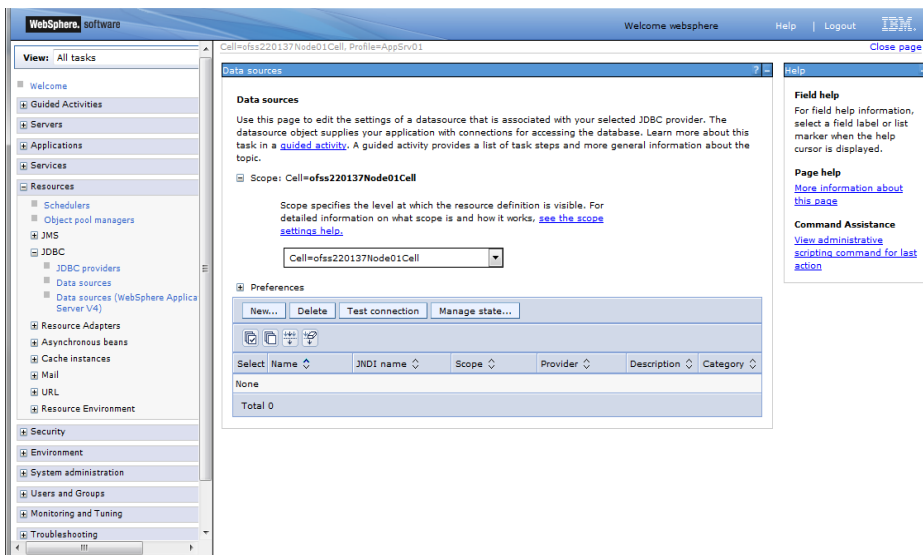 WebSphere. software
Welcome websphere
Help | Logout
IBM.
View: All tasks
Welcome
Guided Activities
Servers
Applications
Services
Resources
Schedulers
Object pool managers
JMS
JDBC
JDBC providers
Data sources
Data sources (WebSphere Applica
Server V4)
Resource Adapters
Asynchronous beans
Cache instances
Mail
URL
Resource Environment
Security
Environment
System administration
Users and Groups
Monitoring and Tuning
Troubleshooting
Cell=ofss220137Node01Cell, Profile=AppSrv01
Close page
Data sources
? -
Data sources
Use this page to edit the settings of a datasource that is associated with your selected JDBC provider. The
datasource object supplies your application with connections for accessing the database. Learn more about this
task in a guided activity. A guided activity provides a list of task steps and more general information about the
topic.
Scope: Cell=ofss220137Node01Cell
Scope specifies the level at which the resource definition is visible. For
detailed information on what scope is and how it works, see the scope
settings help.
Cell=ofss220137Node01Cell
Preferences
New... Delete Test connection Manage state...
Select Name JNDI name Scope Provider Description Category
None
Total 0
Help
Field help
For field help information,
select a field label or list
marker when the help
cursor is displayed.
Page help
More information about
this page
Command Assistance
View administrative
scripting command for last
action